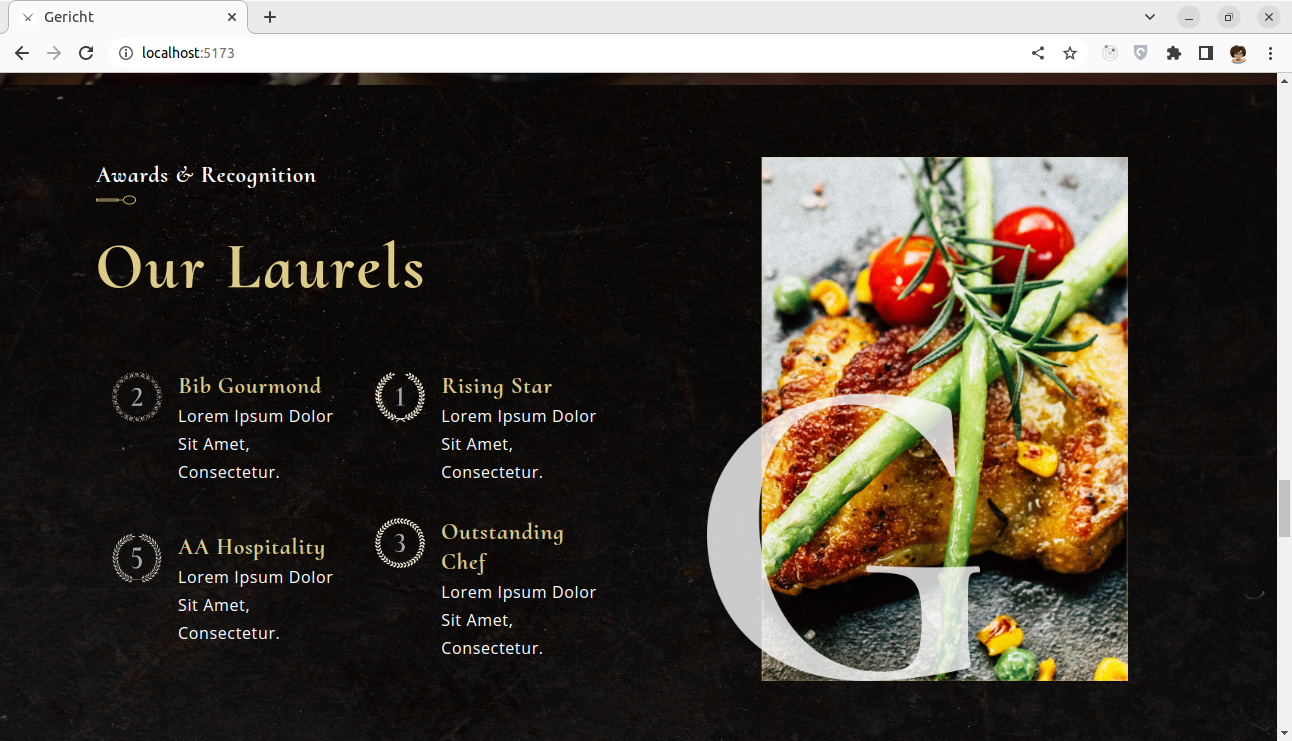 Gericht
localhost:5173
Awards & Recognition
Our Laurels
2
Bib Gourmond
Lorem Ipsum Dolor
Sit Amet,
Consectetur.
1
Rising Star
Lorem Ipsum Dolor
Sit Amet,
Consectetur.
5
AA Hospitality
Lorem Ipsum Dolor
Sit Amet,
Consectetur.
3
Outstanding
Chef
Lorem Ipsum Dolor
Sit Amet,
Consectetur.
G